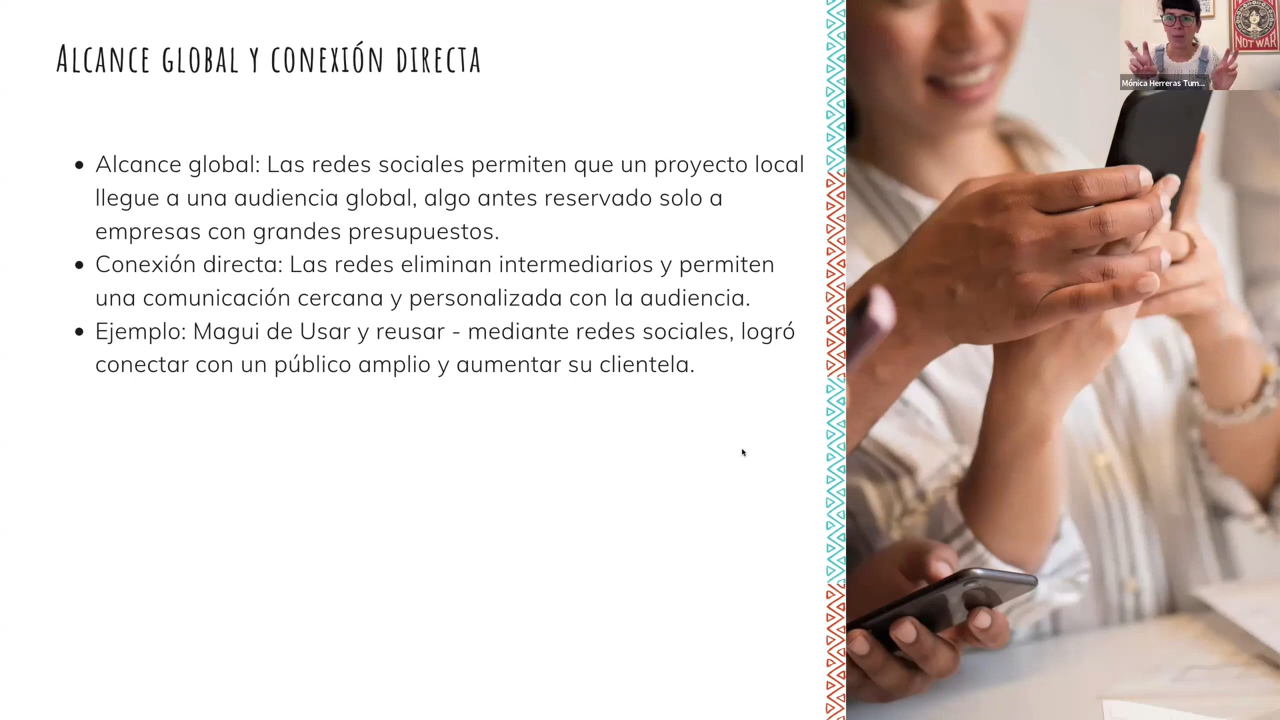 Alcance global y conexión directa
• Alcance global: Las redes sociales permiten que un proyecto local
llegue a una audiencia global, algo antes reservado solo a
empresas con grandes presupuestos.
• Conexión directa: Las redes eliminan intermediarios y permiten
una comunicación cercana y personalizada con la audiencia.
• Ejemplo: Magui de Usar y reusar - mediante redes sociales, logró
conectar con un público amplio y aumentar su clientela.
NOT WAR
Mónica Herreras Tum...